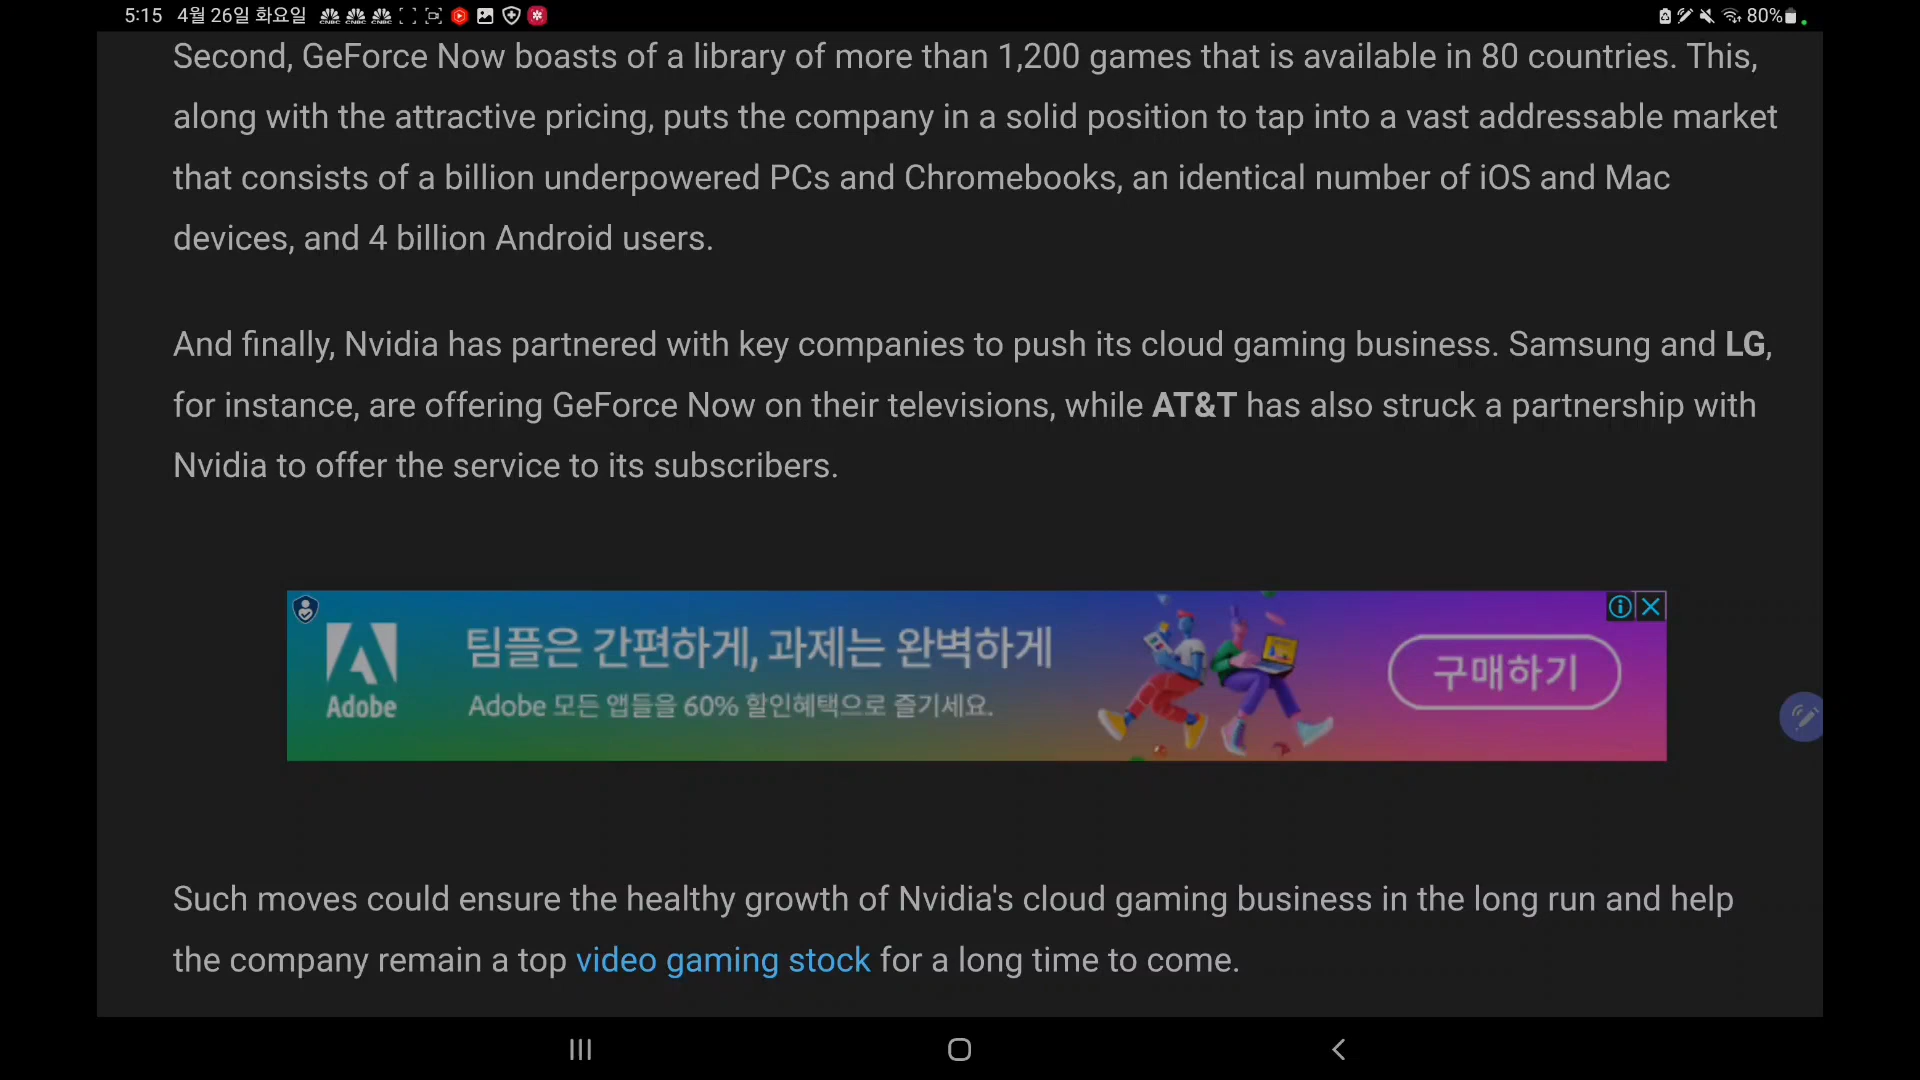 5:15 4월 26일 화요일 80%
Second, GeForce Now boasts of a library of more than 1,200 games that is available in 80 countries. This,
along with the attractive pricing, puts the company in a solid position to tap into a vast addressable market
that consists of a billion underpowered PCs and Chromebooks, an identical number of iOS and Mac
devices, and 4 billion Android users.
And finally, Nvidia has partnered with key companies to push its cloud gaming business. Samsung and LG,
for instance, are offering GeForce Now on their televisions, while AT&T has also struck a partnership with
Nvidia to offer the service to its subscribers.
팀플은 간편하게, 과제는 완벽하게
Adobe 모든 앱들을 60% 할인혜택으로 즐기세요.
Adobe
구매하기
Such moves could ensure the healthy growth of Nvidia's cloud gaming business in the long run and help
the company remain a top video gaming stock for a long time to come.